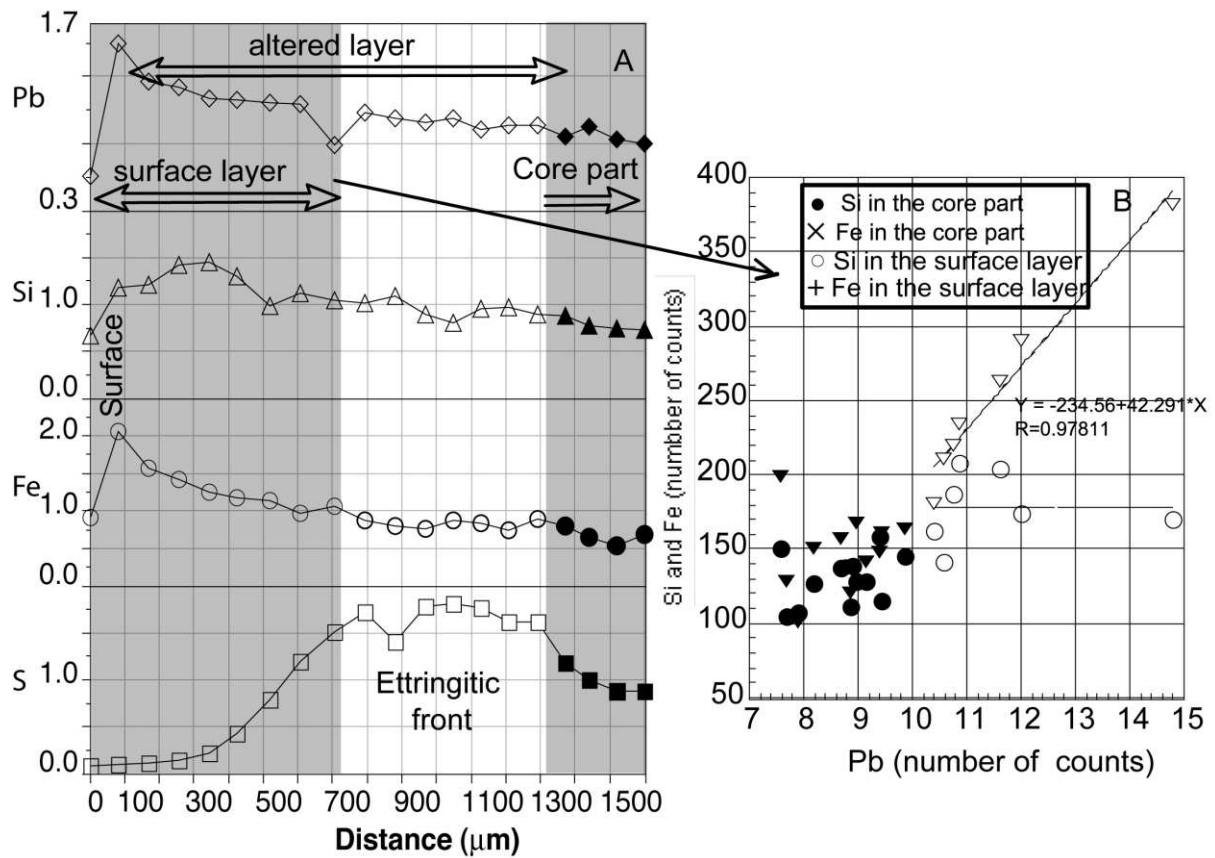 1.7
altered layer
A
Pb
surface layer
Core part
0.3
Si
1.0
0.0
Surface
2.0
Fe
1.0
0.0
S
1.0
Ettringitic
front
0.0
0 100 300 500 700 900 1100 1300 1500
Distance (μm)
400
B
● Si in the core part
× Fe in the core part
○ Si in the surface layer
+ Fe in the surface layer
350
300
250
Y = -234.56+42.291*X
R=0.97811
200
150
100
50
Si and Fe (numbber of counts)
7 8 9 10 11 12 13 14 15
Pb (number of counts)